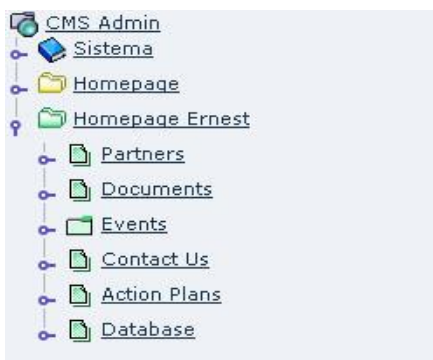 CMS Admin
Sistema
Homepage
Homepage Ernest
Partners
Documents
Events
Contact Us
Action Plans
Database